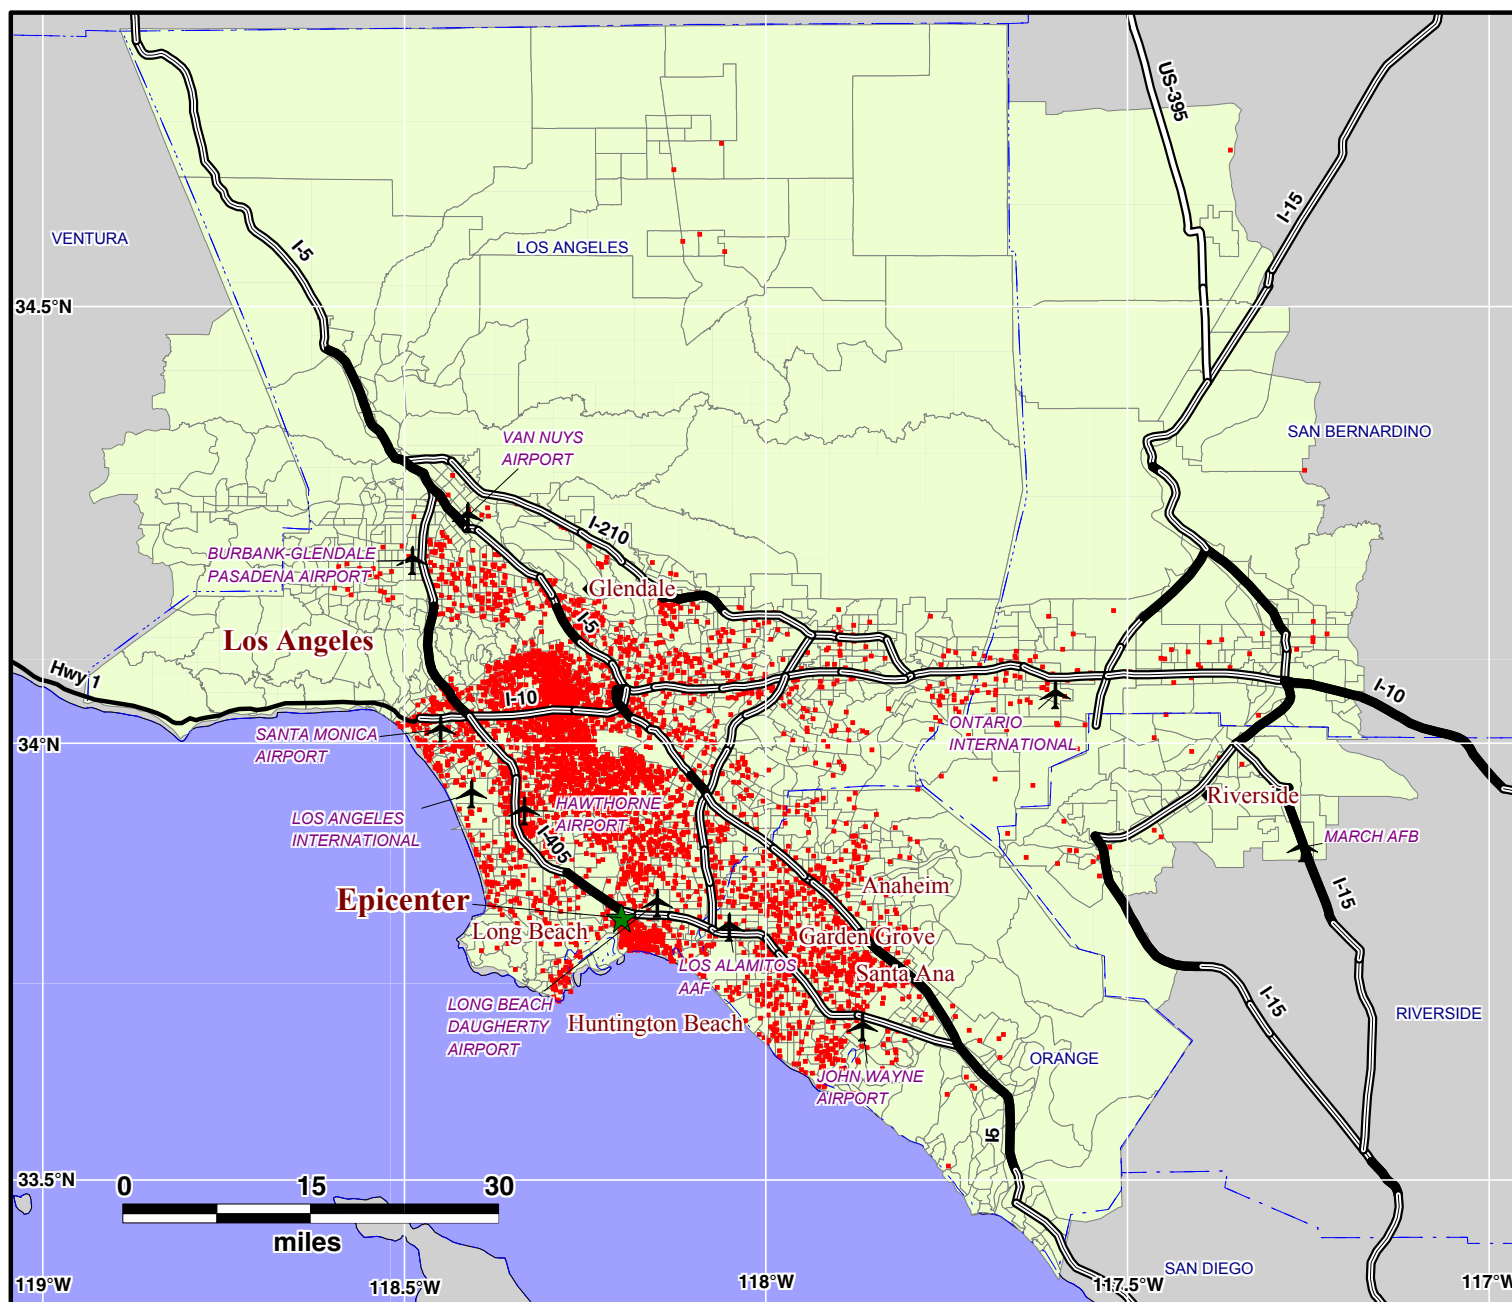 US-395
I-15
VENTURA
I-5
LOS ANGELES
34.5°N
SAN BERNARDINO
VAN NUYS
AIRPORT
I-210
BURBANK-GLENDALE
PASADENA AIRPORT
Glendale
I-5
Los Angeles
Hwy 1
I-10
I-10
SANTA MONICA
AIRPORT
ONTARIO
INTERNATIONAL
34°N
Riverside
HAWTHORNE
AIRPORT
LOS ANGELES
INTERNATIONAL
MARCH AFB
I-405
Anaheim
Epicenter
I-15
Long Beach
Garden Grove
LOS ALAMITOS
AAF
Santa Ana
LONG BEACH
DAUGHERTY
AIRPORT
Huntington Beach
I-15
RIVERSIDE
ORANGE
JOHN WAYNE
AIRPORT
I5
33.5°N
0 15 30
miles
SAN DIEGO
119°W 118.5°W 118°W 117.5°W 117°W